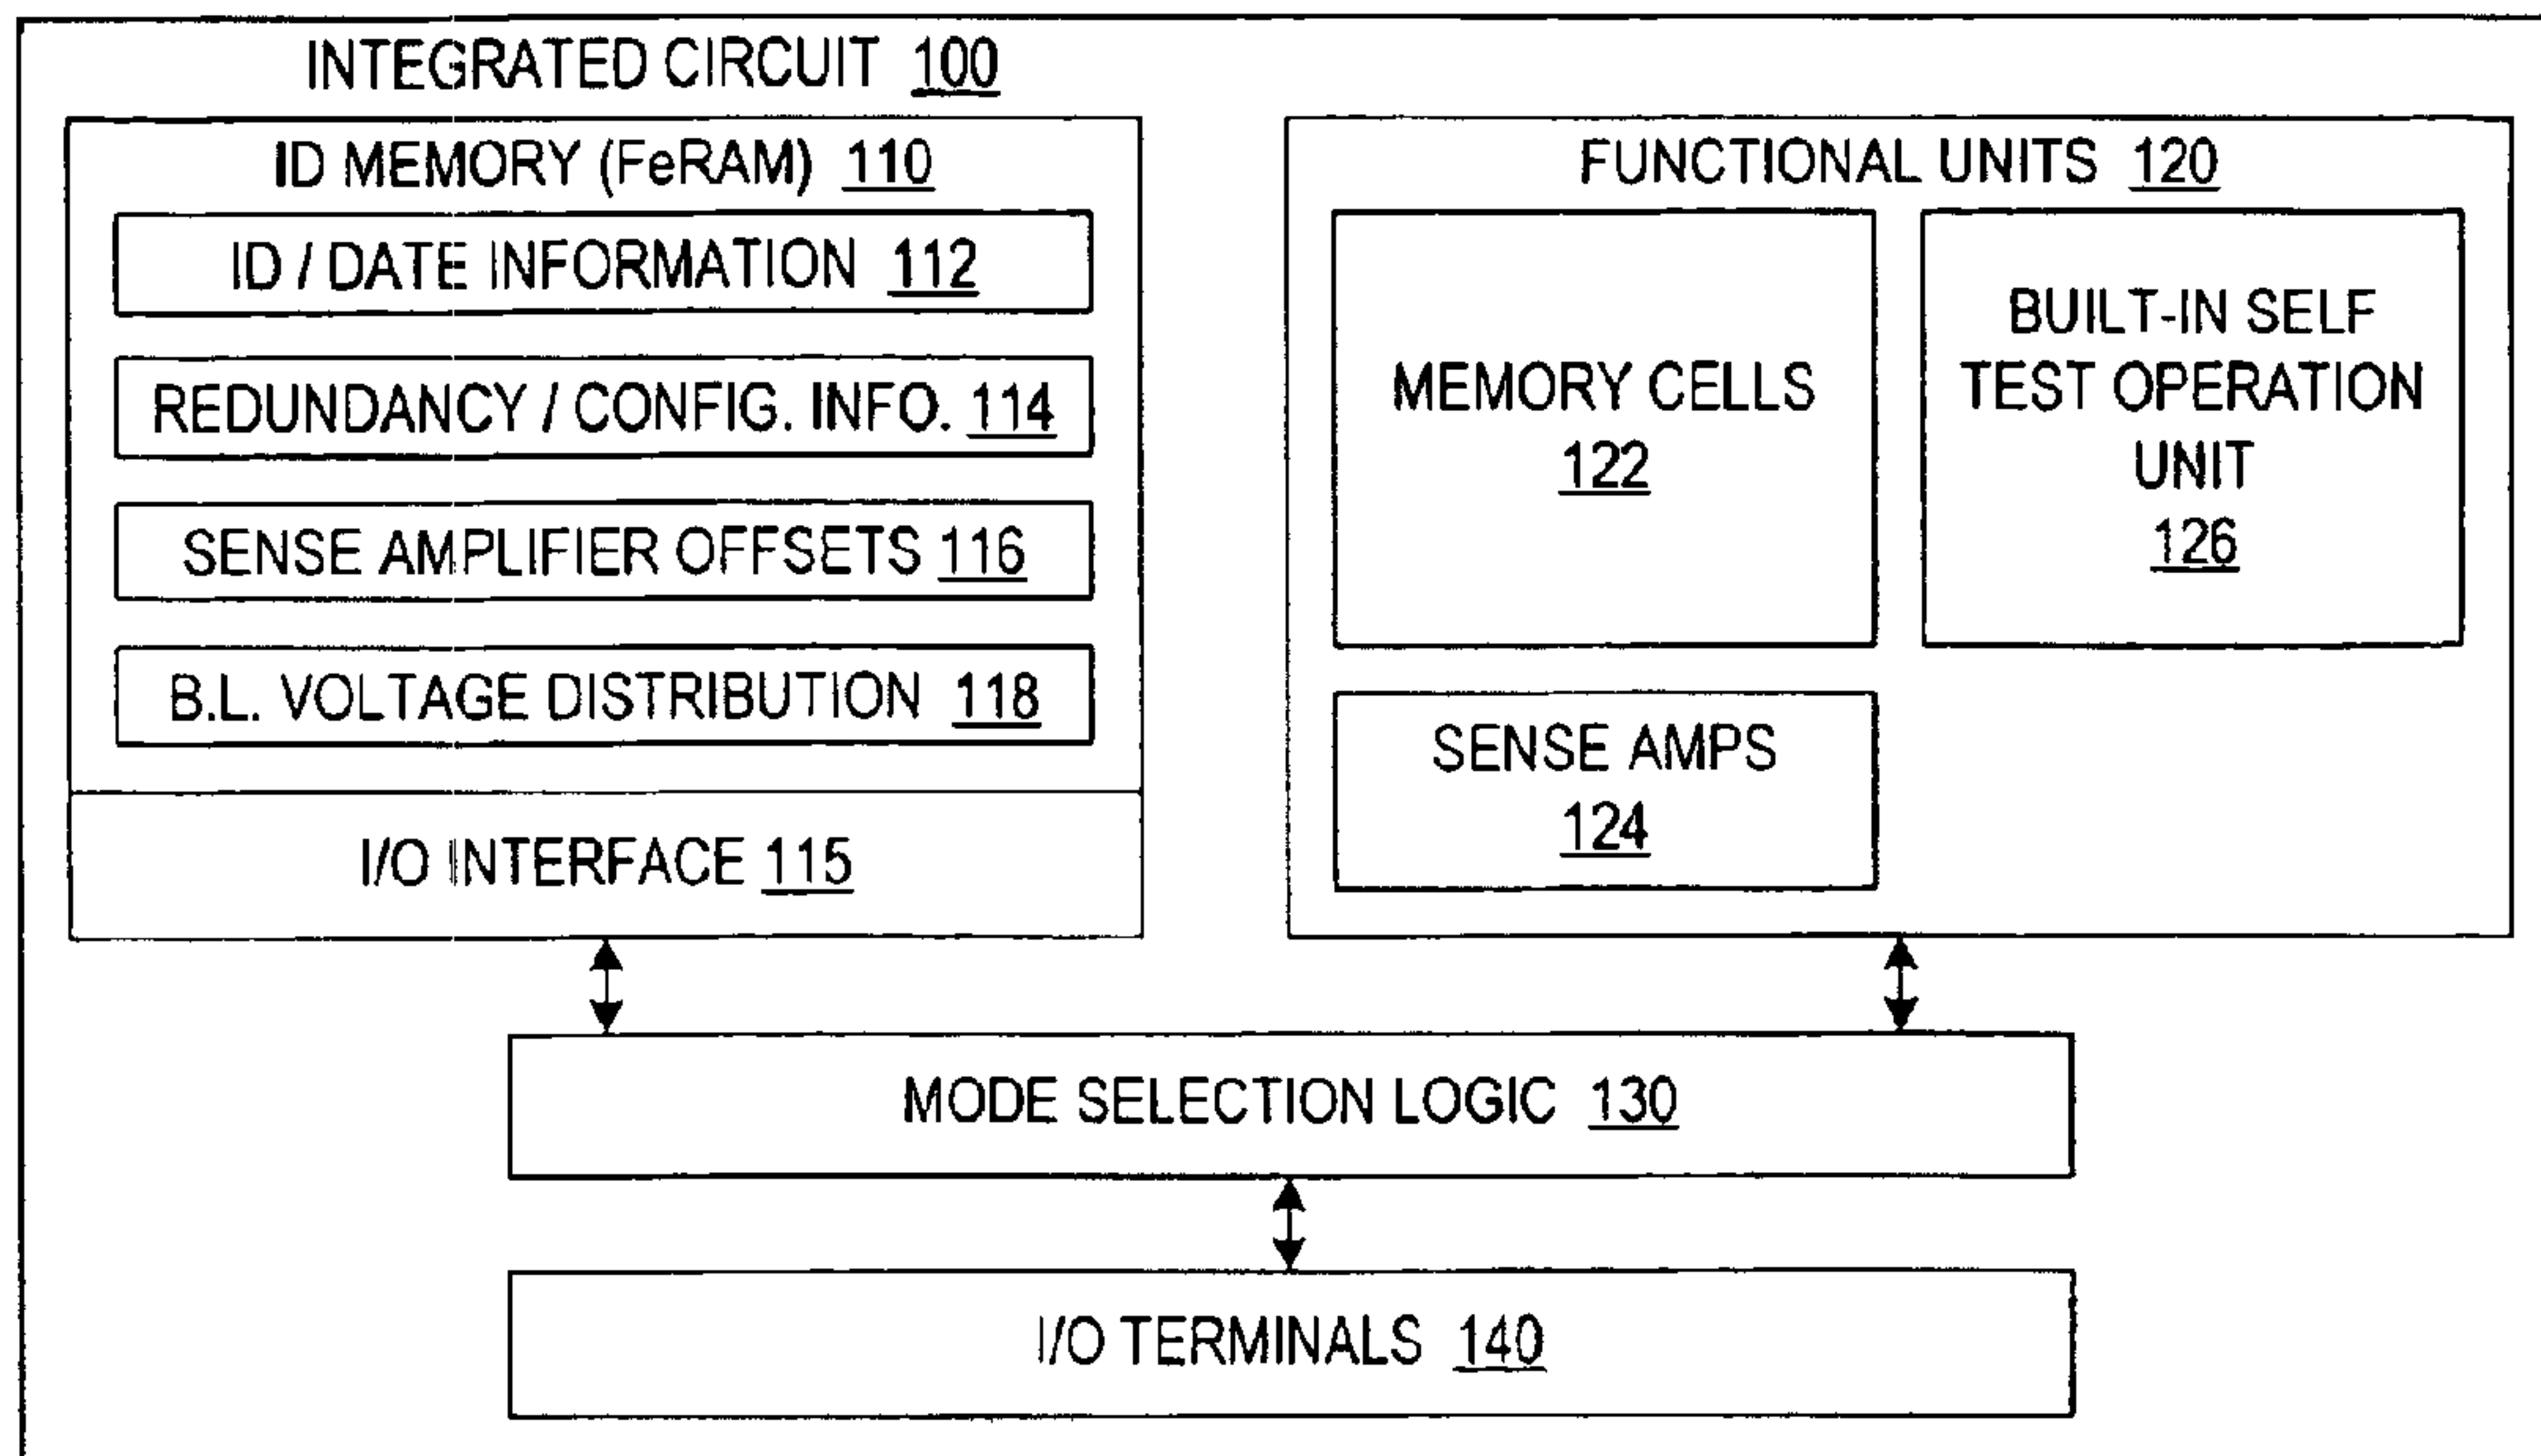 INTEGRATED CIRCUIT 100
ID MEMORY (FeRAM) 110
ID / DATE INFORMATION 112
REDUNDANCY / CONFIG. INFO. 114
SENSE AMPLIFIER OFFSETS 116
B.L. VOLTAGE DISTRIBUTION 118
I/O INTERFACE 115
FUNCTIONAL UNITS 120
MEMORY CELLS
122
BUILT-IN SELF
TEST OPERATION
UNIT
126
SENSE AMPS
124
MODE SELECTION LOGIC 130
I/O TERMINALS 140